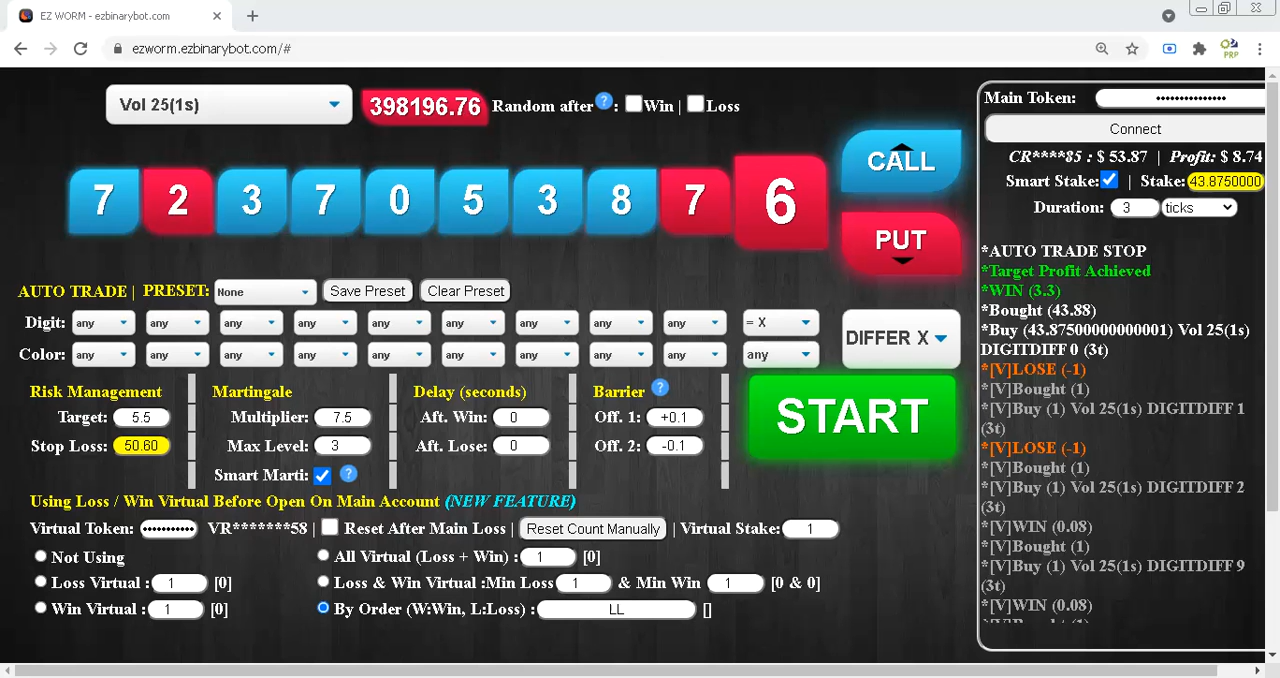 EZ WORM - ezbinarybot.com
ezworm.ezbinarybot.com/#
PRP
Vol 25(1s)
398196.76
Random after ? : Win | Loss
7 2 3 7 0 5 3 8 7 6
CALL
PUT
AUTO TRADE | PRESET: None Save Preset Clear Preset
Digit: any any any any any any any any any = X
Color: any any any any any any any any any any
DIFFER X
Risk Management
Target: 5.5
Stop Loss: 50.60
Martingale
Multiplier: 7.5
Max Level: 3
Smart Marti: ?
Delay (seconds)
Aft. Win: 0
Aft. Lose: 0
Barrier ?
Off. 1: +0.1
Off. 2: -0.1
START
Using Loss / Win Virtual Before Open On Main Account (NEW FEATURE)
Virtual Token: ••••••••••• VR*******58 | Reset After Main Loss | Reset Count Manually | Virtual Stake: 1
Not Using
Loss Virtual : 1 [0]
Win Virtual : 1 [0]
All Virtual (Loss + Win) : 1 [0]
Loss & Win Virtual :Min Loss 1 & Min Win 1 [0 & 0]
By Order (W:Win, L:Loss) : LL []
Main Token: •••••••••••••••
Connect
CR****85 : $ 53.87 | Profit: $ 8.74
Smart Stake: | Stake: 43.8750000
Duration: 3 ticks
*AUTO TRADE STOP
*Target Profit Achieved
*WIN (3.3)
*Bought (43.88)
*Buy (43.87500000000001) Vol 25(1s)
DIGITDIFF 0 (3t)
*[V]LOSE (-1)
*[V]Bought (1)
*[V]Buy (1) Vol 25(1s) DIGITDIFF 1
(3t)
*[V]LOSE (-1)
*[V]Bought (1)
*[V]Buy (1) Vol 25(1s) DIGITDIFF 2
(3t)
*[V]WIN (0.08)
*[V]Bought (1)
*[V]Buy (1) Vol 25(1s) DIGITDIFF 9
(3t)
*[V]WIN (0.08)
*[V]Bought (1)